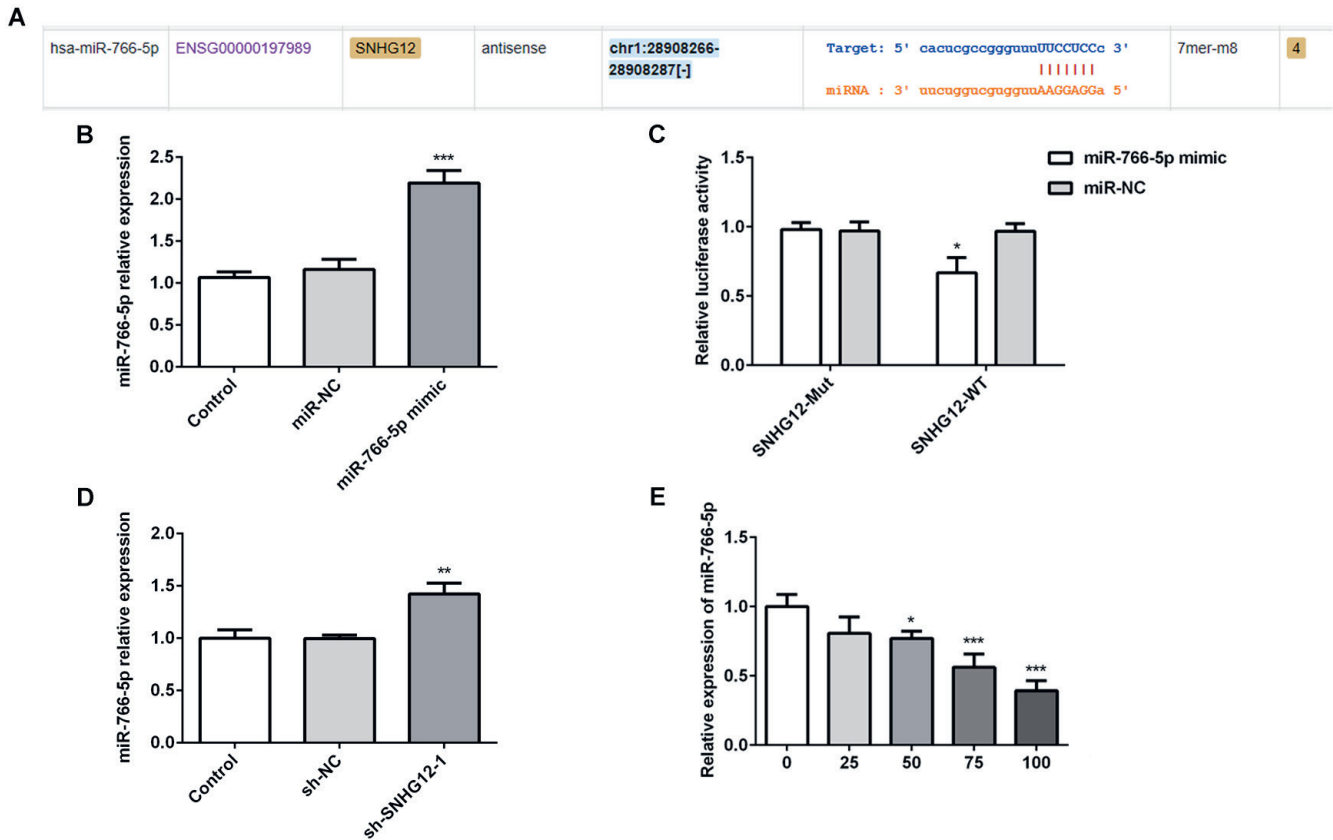 A
hsa-miR-766-5p ENSG00000197989 SNHG12 antisense chr1:28908266-28908287[-] Target: 5' cacucgccggguuuUUCCUCCc 3' 7mer-m8 4
|||||||
miRNA : 3' uucuggucgugguuAAGGAGGa 5'
B
miR-766-5p relative expression
2.5
2.0
1.5
1.0
0.5
0.0
***
Control
miR-NC
miR-766-5p mimic
C
Relative luciferase activity
1.5
1.0
0.5
0.0
*
SNHG12-Mut
SNHG12-WT
miR-766-5p mimic
miR-NC
D
miR-766-5p relative expression
2.0
1.5
1.0
0.5
0.0
**
Control
sh-NC
sh-SNHG12-1
E
Relative expression of miR-766-5p
1.5
1.0
0.5
0.0
*
***
***
0 25 50 75 100